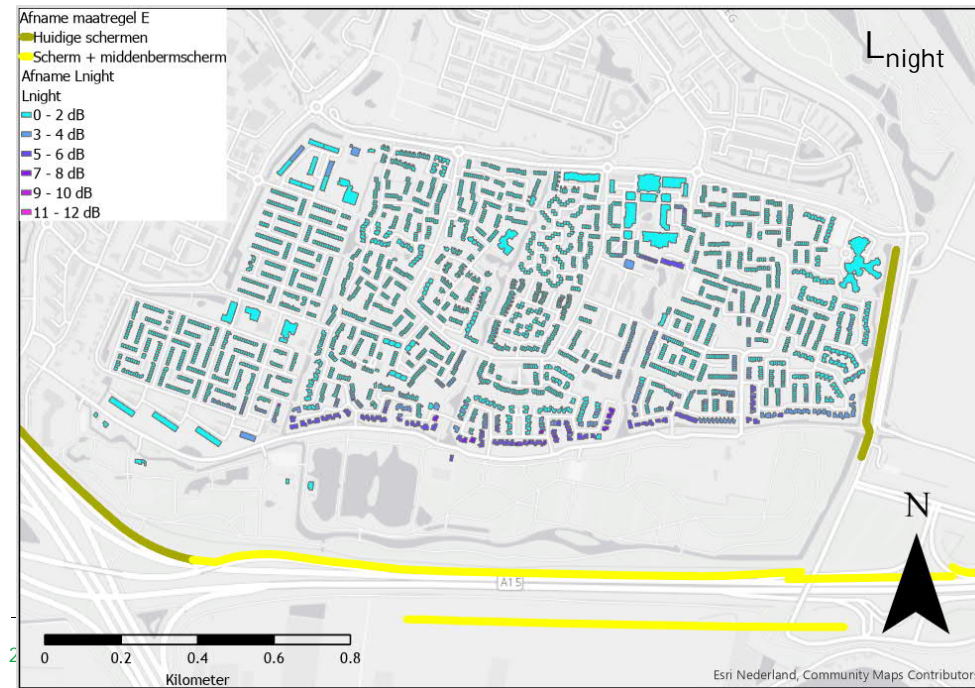 Afname maatregel E
Huidige schermen
Scherm + middenbermscherm
Afname Lnight
Lnight
0 - 2 dB
3 - 4 dB
5 - 6 dB
7 - 8 dB
9 - 10 dB
11 - 12 dB
Lnight
A15
N
0 0.2 0.4 0.6 0.8
Kilometer
2
Esri Nederland, Community Maps Contributor